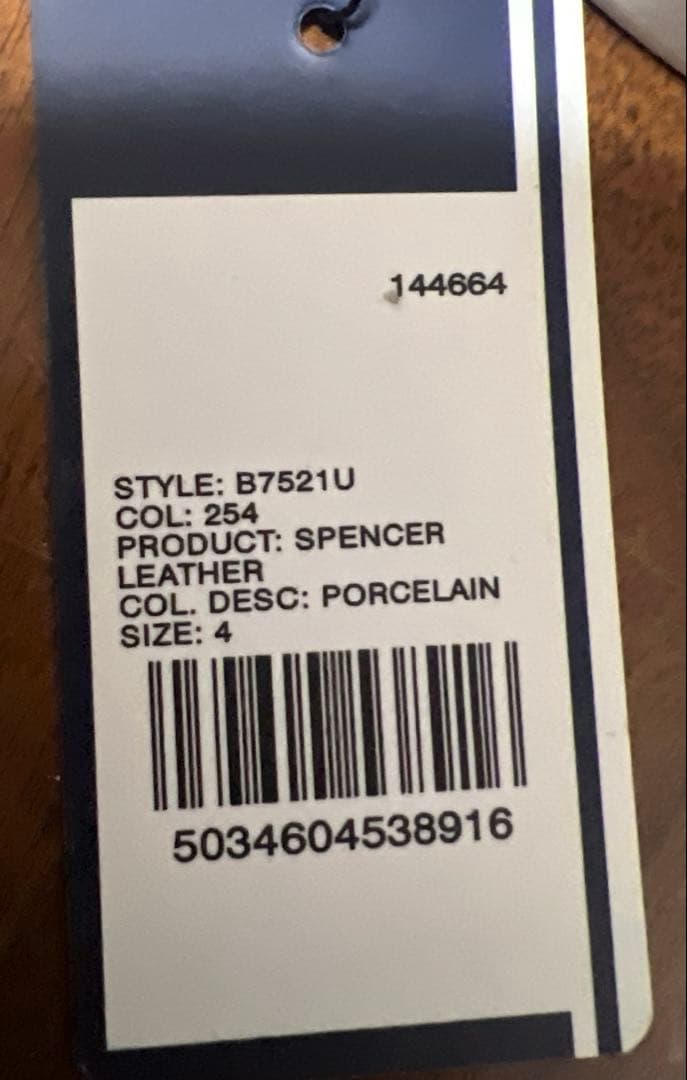 144664
STYLE: B7521U
COL: 254
PRODUCT: SPENCER
LEATHER
COL. DESC: PORCELAIN
SIZE: 4
5034604538916